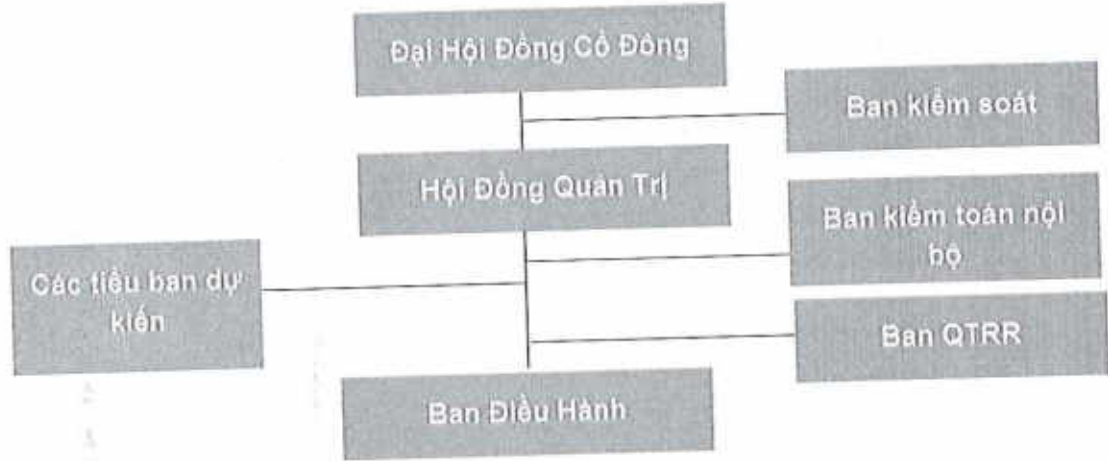 Đại Hội Đồng Cổ Đông
Ban kiểm soát
Hội Đồng Quản Trị
Ban kiểm toán nội
bộ
Các tiểu ban dự
kiến
Ban QTRR
Ban Điều Hành